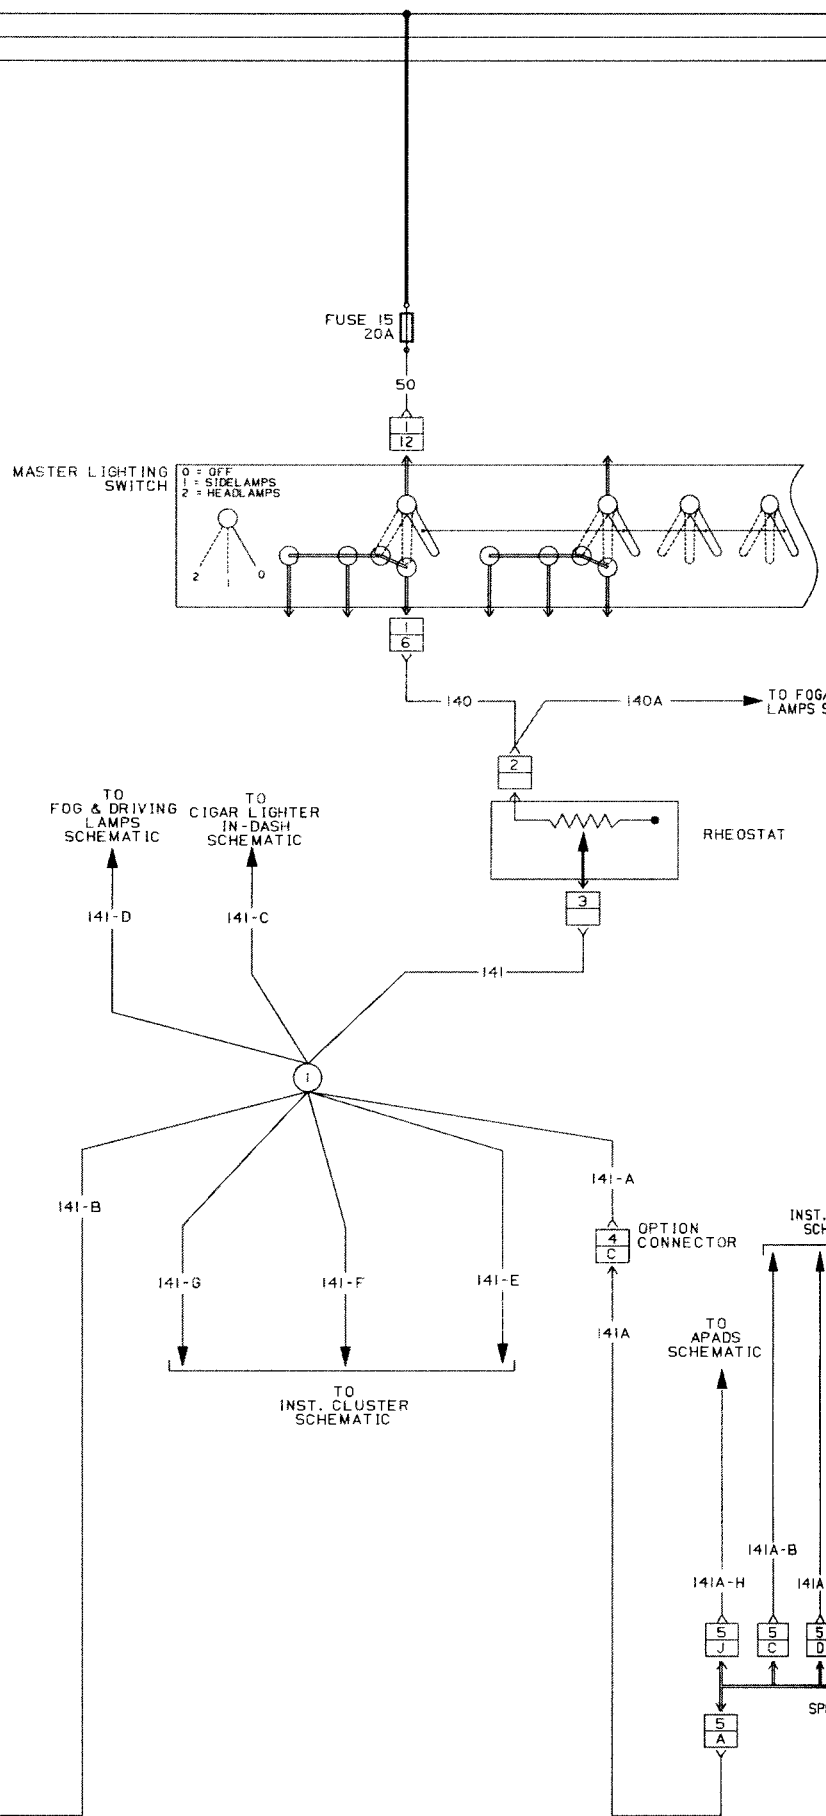 FUSE 15
20A
50
1
12
MASTER LIGHTING
SWITCH
0 = OFF
1 = SIDELAMPS
2 = HEADLAMPS
2
1
0
1
6
140
140A
TO FOG/
LAMPS S
2
RHEOSTAT
3
TO
FOG & DRIVING
LAMPS
SCHEMATIC
TO
CIGAR LIGHTER
IN-DASH
SCHEMATIC
141-D
141-C
141
1
141-B
141-A
OPTION
CONNECTOR
4
C
INST.
SCH
141-G
141-F
141-E
141A
TO
APADS
SCHEMATIC
TO
INST. CLUSTER
SCHEMATIC
141A-B
141A-H
141A
5
J
5
C
5
D
SP
5
A